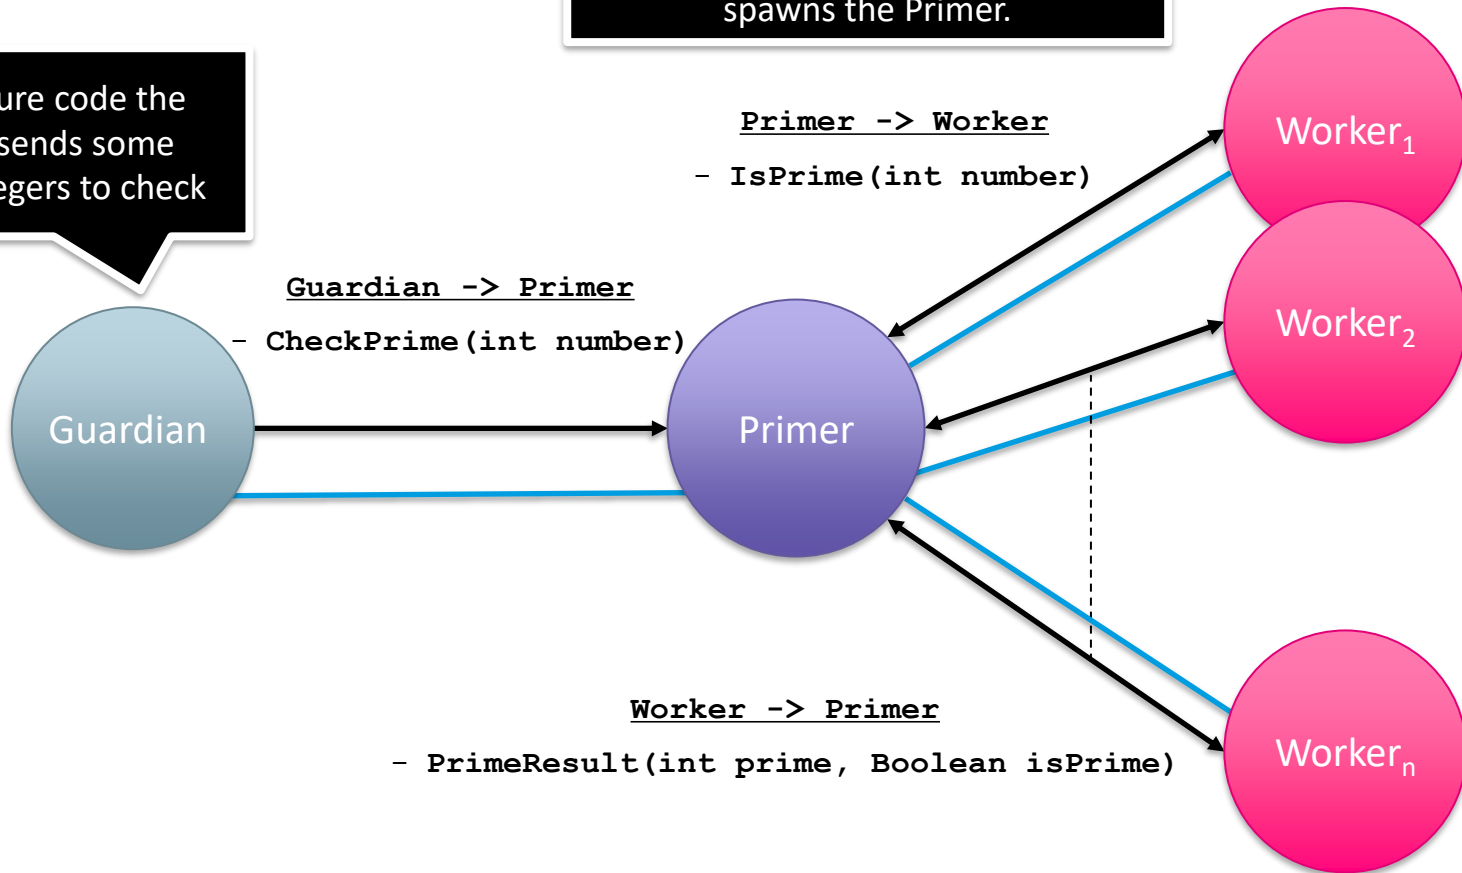 spawns the Primer.
ure code the
sends some
egers to check
Primer -> Worker
- IsPrime(int number)
Worker1
Guardian -> Primer
- CheckPrime(int number)
Worker2
Guardian
Primer
Worker -> Primer
- PrimeResult(int prime, Boolean isPrime)
Workern